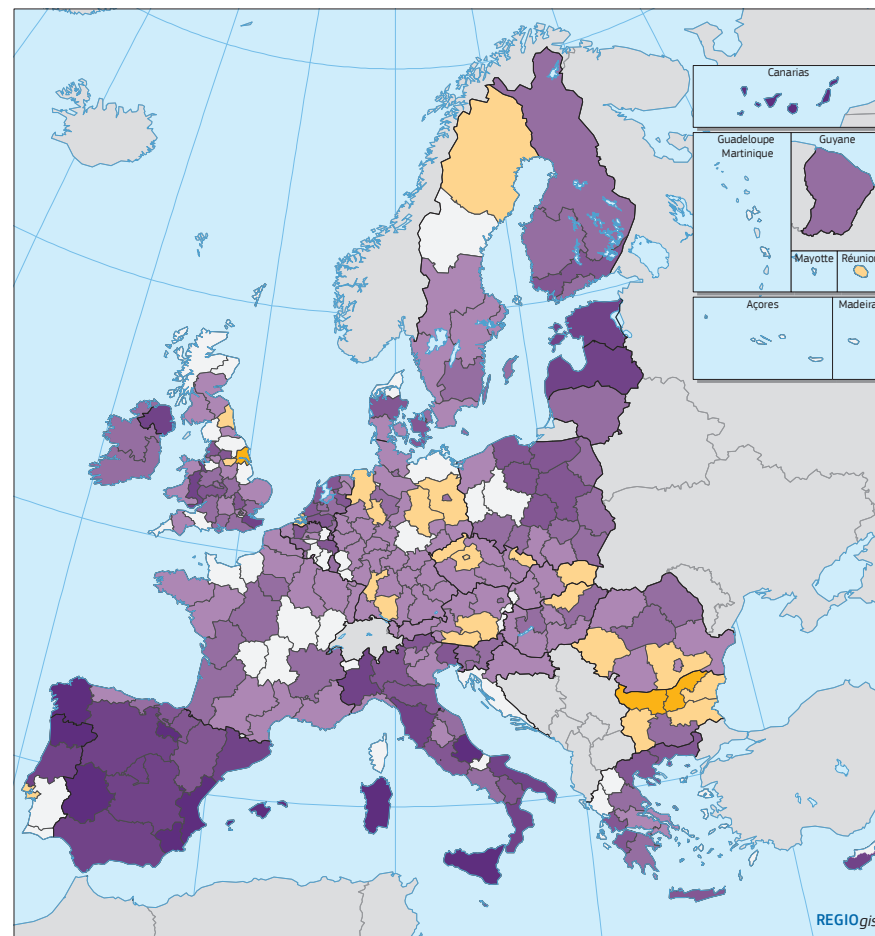 Canarias
Guadeloupe
Martinique
Guyane
Mayotte
Réunion
Açores
Madeira
REGIOgis